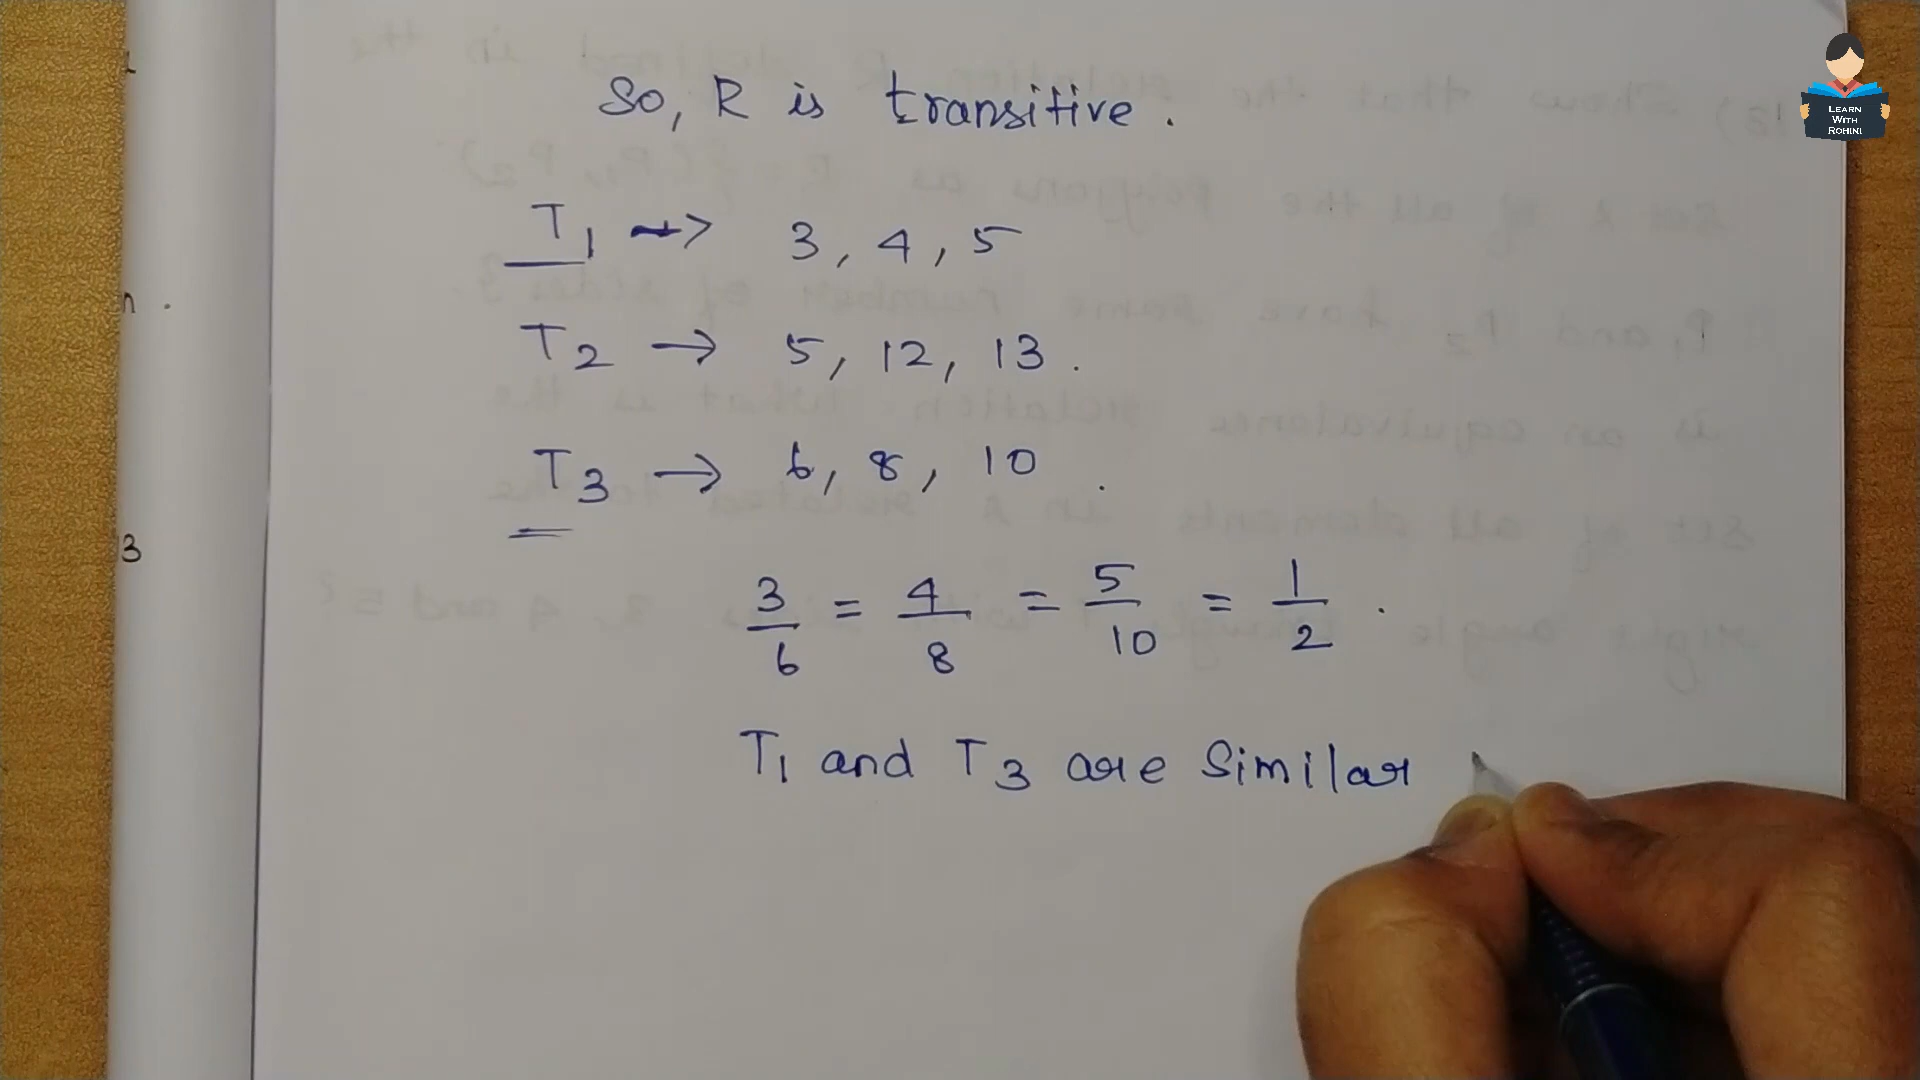 So, R is transitive.
T1 → 3, 4, 5
T2 → 5, 12, 13.
T3 → 6, 8, 10.
3/6 = 4/8 = 5/10 = 1/2.
T1 and T3 are Similar
n.
3
LEARN
WITH
ROHINI